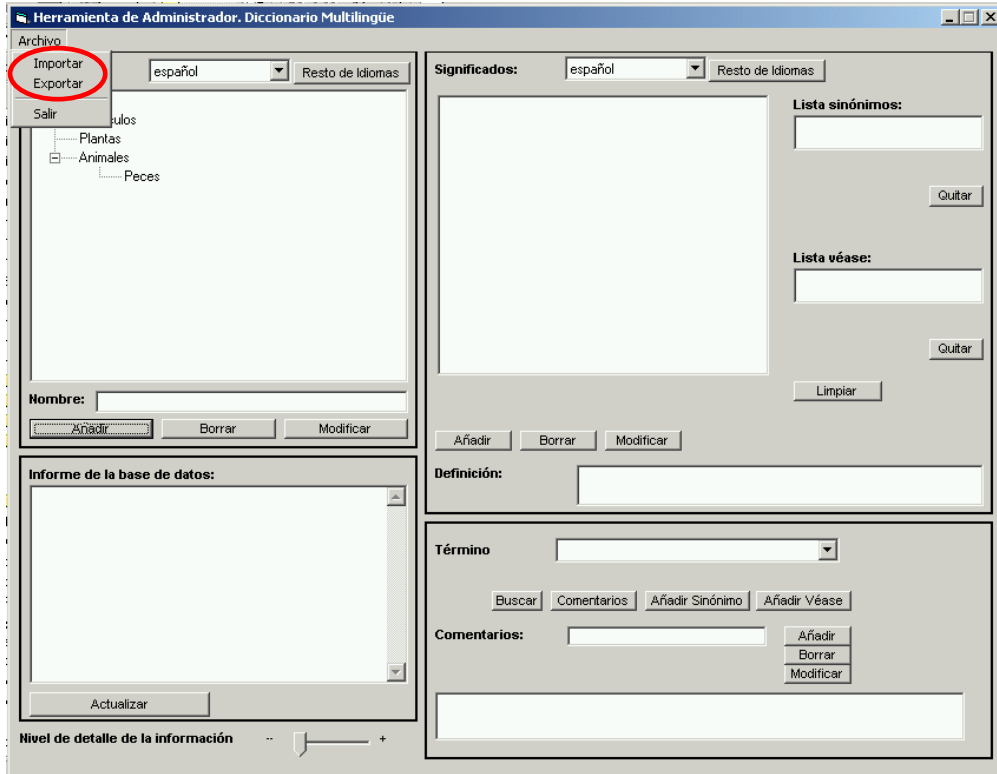 Herramienta de Administrador. Diccionario Multilingüe
Archivo
Importar
Exportar
Salir
español
Resto de Idiomas
Plantas
Animales
Peces
Nombre:
Añadir
Borrar
Modificar
Informe de la base de datos:
Actualizar
Nivel de detalle de la información -- +
Significados:
español
Resto de Idiomas
Lista sinónimos:
Quitar
Lista véase:
Quitar
Limpiar
Añadir
Borrar
Modificar
Definición:
Término
Buscar
Comentarios
Añadir Sinónimo
Añadir Véase
Comentarios:
Añadir
Borrar
Modificar